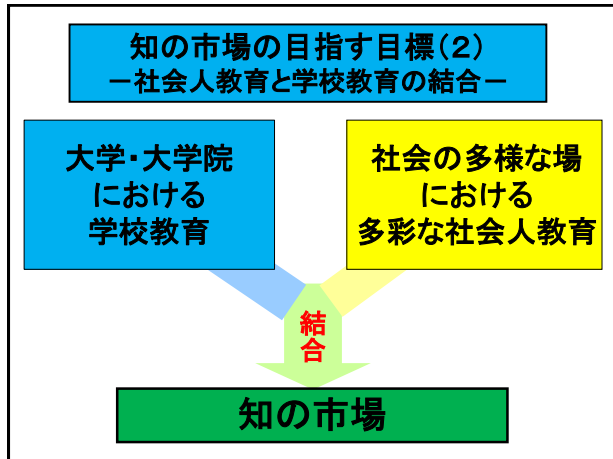 知の市場の目指す目標(2)
－社会人教育と学校教育の結合－
大学・大学院
における
学校教育
社会の多様な場
における
多彩な社会人教育
結
合
知の市場